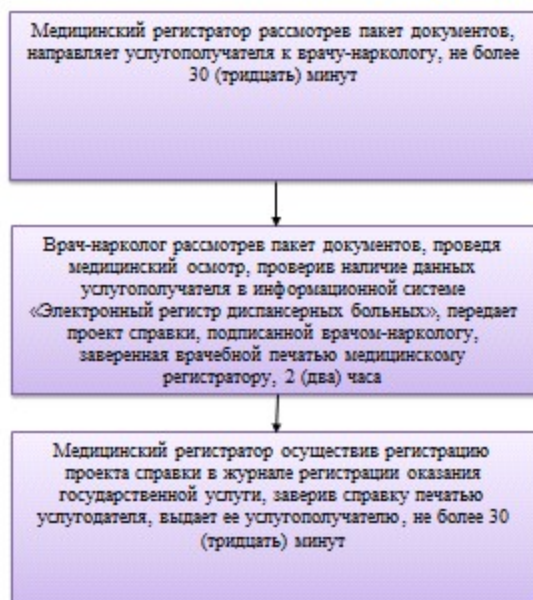 Медицинский регистратор рассмотрев пакет документов,
направляет услугополучателя к врачу-наркологу, не более
30 (тридцать) минут
Врач-нарколог рассмотрев пакет документов, проведя
медицинский осмотр, проверив наличие данных
услугополучателя в информационной системе
«Электронный регистр диспансерных больных», передает
проект справки, подписанной врачом-наркологу,
заверенная врачебной печатью медицинскому
регистратору, 2 (два) часа
Медицинский регистратор осуществив регистрацию
проекта справки в журнале регистрации оказания
государственной услуги, заверив справку печатью
услугодателя, выдает ее услугополучателю, не более 30
(тридцать) минут